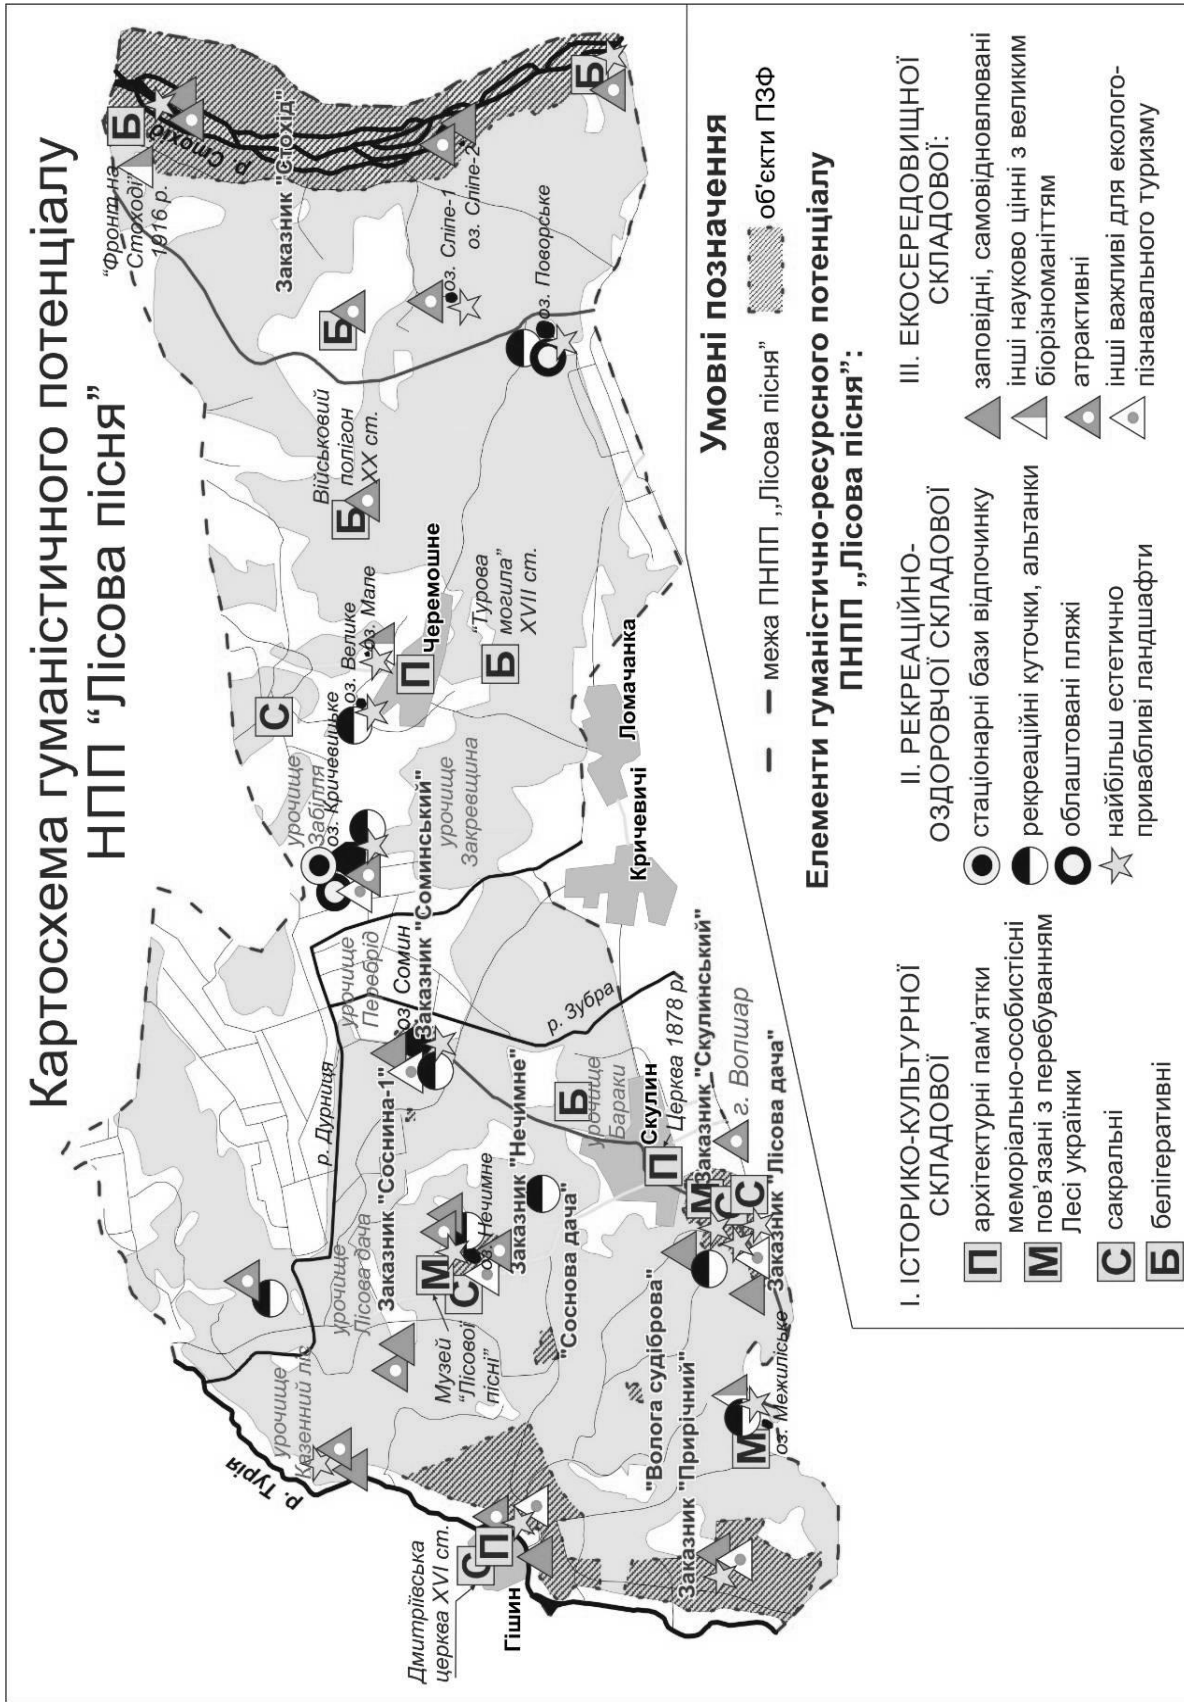 Картосхема гуманістичного потенціалу
НПП “Лісова пісня”
“Фронт на
Стоході”
1916 р.
Б
р. Стохід
Заказник "Стохід"
Б
оз. Сліпе-1
оз. Сліпе-2
Б
оз. Поворське
Військовий
полігон
ХХ ст.
Б
С
оз. Велике
оз. Мале
П
Черемошне
“Турова
могила”
XVII ст.
Б
Ломачанка
Кричевичі
урочище
Забілля
оз. Кричевицьке
урочище
Закревщина
урочище
Перебрід
оз. Сомин
Заказник "Соминський"
р. Дурниця
р. Зубра
урочище
Лісова дача
Заказник "Соснина-1"
М
С
оз. Нечимне
Заказник "Нечимне"
Музей
“Лісової
пісні”
"Соснова дача"
Б
урочище
Бараки
Скулин
Церква 1878 р.
П
Заказник "Скулинський"
М
С
С
г. Вопшар
Заказник "Лісова дача"
урочище
Казенний ліс
р. Турія
Дмитріївська
церква XVI ст.
С
П
Гішин
"Волога судіброва"
Заказник "Прирічний"
М
оз. Межиліське
Умовні позначення
межа ПНПП ,,Лісова пісня”
об'єкти ПЗФ
Елементи гуманістично-ресурсного потенціалу
ПНПП ,,Лісова пісня”:
І. ІСТОРИКО-КУЛЬТУРНОЇ
СКЛАДОВОЇ
П архітектурні пам’ятки
М меморіально-особистісні
пов’язані з перебуванням
Лесі українки
С сакральні
Б белігеративні
ІІ. РЕКРЕАЦІЙНО-
ОЗДОРОВЧОЇ СКЛАДОВОЇ
стаціонарні бази відпочинку
рекреаційні куточки, альтанки
облаштовані пляжі
найбільш естетично
привабливі ландшафти
ІІІ. ЕКОСЕРЕДОВИЩНОЇ
СКЛАДОВОЇ:
заповідні, самовідновлювані
інші науково цінні з великим
біорізноманіттям
атрактивні
інші важливі для еколого-
пізнавального туризму